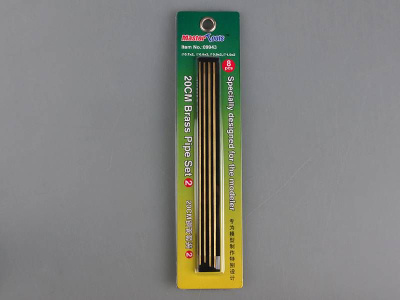 Master Tools
Item No. 09943
8
pcs
20CM Brass Pipe Set 2
Specially designed for the modeler
专为模型制作特别设计